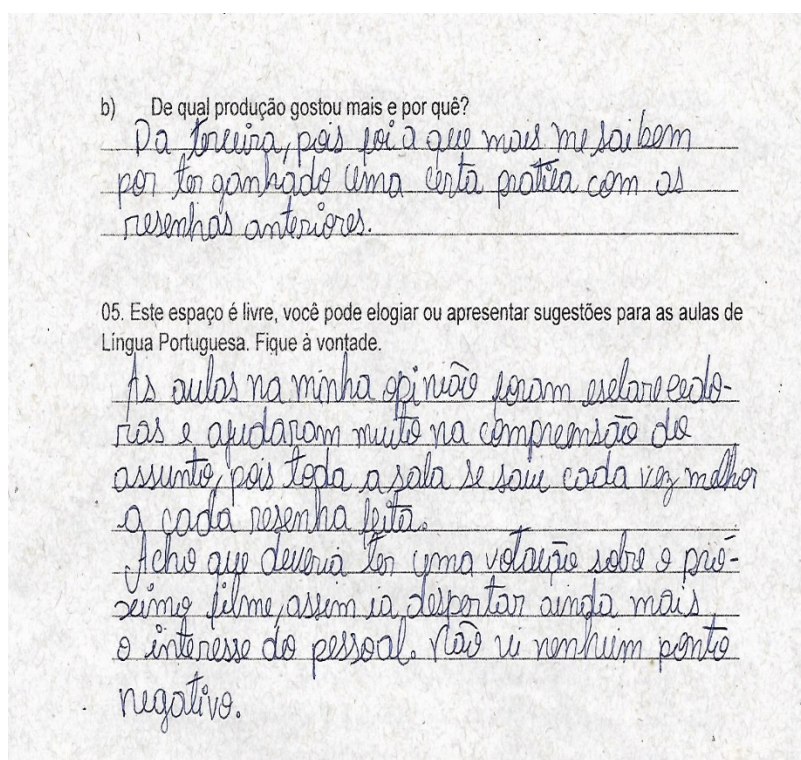 b) De qual produção gostou mais e por quê?
Da terceira, pois foi a que mais me sai bem
por ter ganhado uma certa pratica com as
resenhas anteriores.
05. Este espaço é livre, você pode elogiar ou apresentar sugestões para as aulas de
Língua Portuguesa. Fique à vontade.
As aulas na minha opinião foram esclarecedo-
ras e ajudaram muito na compreensão do
assunto, pois toda a sala se saiu cada vez melhor
a cada resenha feita.
Acho que deveria ter uma votação sobre o pró-
ximo filme, assim ia despertar ainda mais
o interesse do pessoal. Não vi nenhum ponto
negativo.